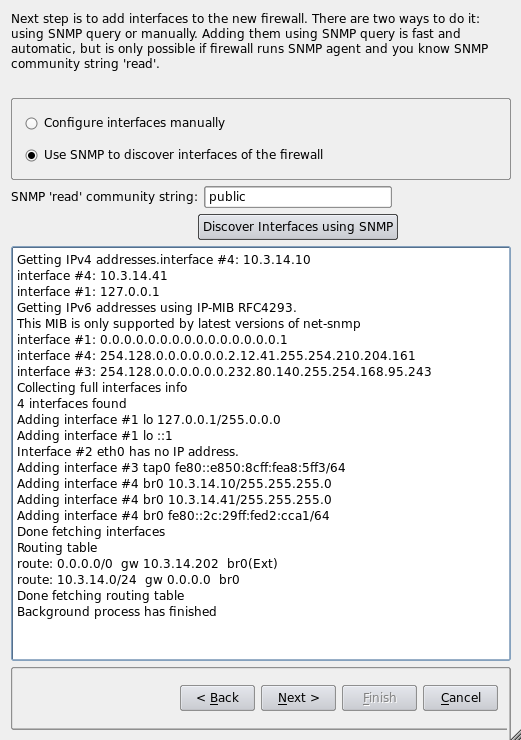 Next step is to add interfaces to the new firewall. There are two ways to do it:
using SNMP query or manually. Adding them using SNMP query is fast and
automatic, but is only possible if firewall runs SNMP agent and you know SNMP
community string 'read'.
Configure interfaces manually
Use SNMP to discover interfaces of the firewall
SNMP 'read' community string: public
Discover Interfaces using SNMP
Getting IPv4 addresses.interface #4: 10.3.14.10
interface #4: 10.3.14.41
interface #1: 127.0.0.1
Getting IPv6 addresses using IP-MIB RFC4293.
This MIB is only supported by latest versions of net-snmp
interface #1: 0.0.0.0.0.0.0.0.0.0.0.0.0.0.0.1
interface #4: 254.128.0.0.0.0.0.0.2.12.41.255.254.210.204.161
interface #3: 254.128.0.0.0.0.0.0.232.80.140.255.254.168.95.243
Collecting full interfaces info
4 interfaces found
Adding interface #1 lo 127.0.0.1/255.0.0.0
Adding interface #1 lo ::1
Interface #2 eth0 has no IP address.
Adding interface #3 tap0 fe80::e850:8cff:fea8:5ff3/64
Adding interface #4 br0 10.3.14.10/255.255.255.0
Adding interface #4 br0 10.3.14.41/255.255.255.0
Adding interface #4 br0 fe80::2c:29ff:fed2:cca1/64
Done fetching interfaces
Routing table
route: 0.0.0.0/0  gw 10.3.14.202  br0(Ext)
route: 10.3.14.0/24  gw 0.0.0.0  br0
Done fetching routing table
Background process has finished
< Back Next > Finish Cancel